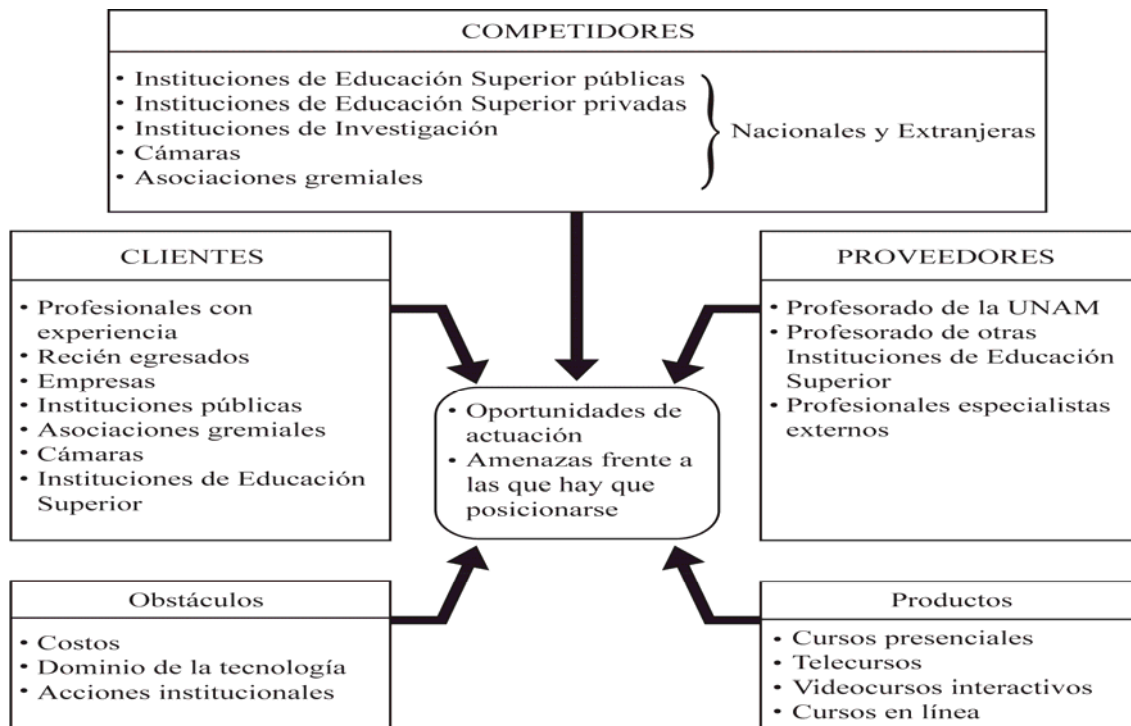 COMPETIDORES
• Instituciones de Educación Superior públicas
• Instituciones de Educación Superior privadas
• Instituciones de Investigación
• Cámaras
• Asociaciones gremiales
Nacionales y Extranjeras
CLIENTES
• Profesionales con
experiencia
• Recién egresados
• Empresas
• Instituciones públicas
• Asociaciones gremiales
• Cámaras
• Instituciones de Educación
Superior
PROVEEDORES
• Profesorado de la UNAM
• Profesorado de otras
Instituciones de Educación
Superior
• Profesionales especialistas
externos
• Oportunidades de
actuación
• Amenazas frente a
las que hay que
posicionarse
Obstáculos
• Costos
• Dominio de la tecnología
• Acciones institucionales
Productos
• Cursos presenciales
• Telecursos
• Videocursos interactivos
• Cursos en línea